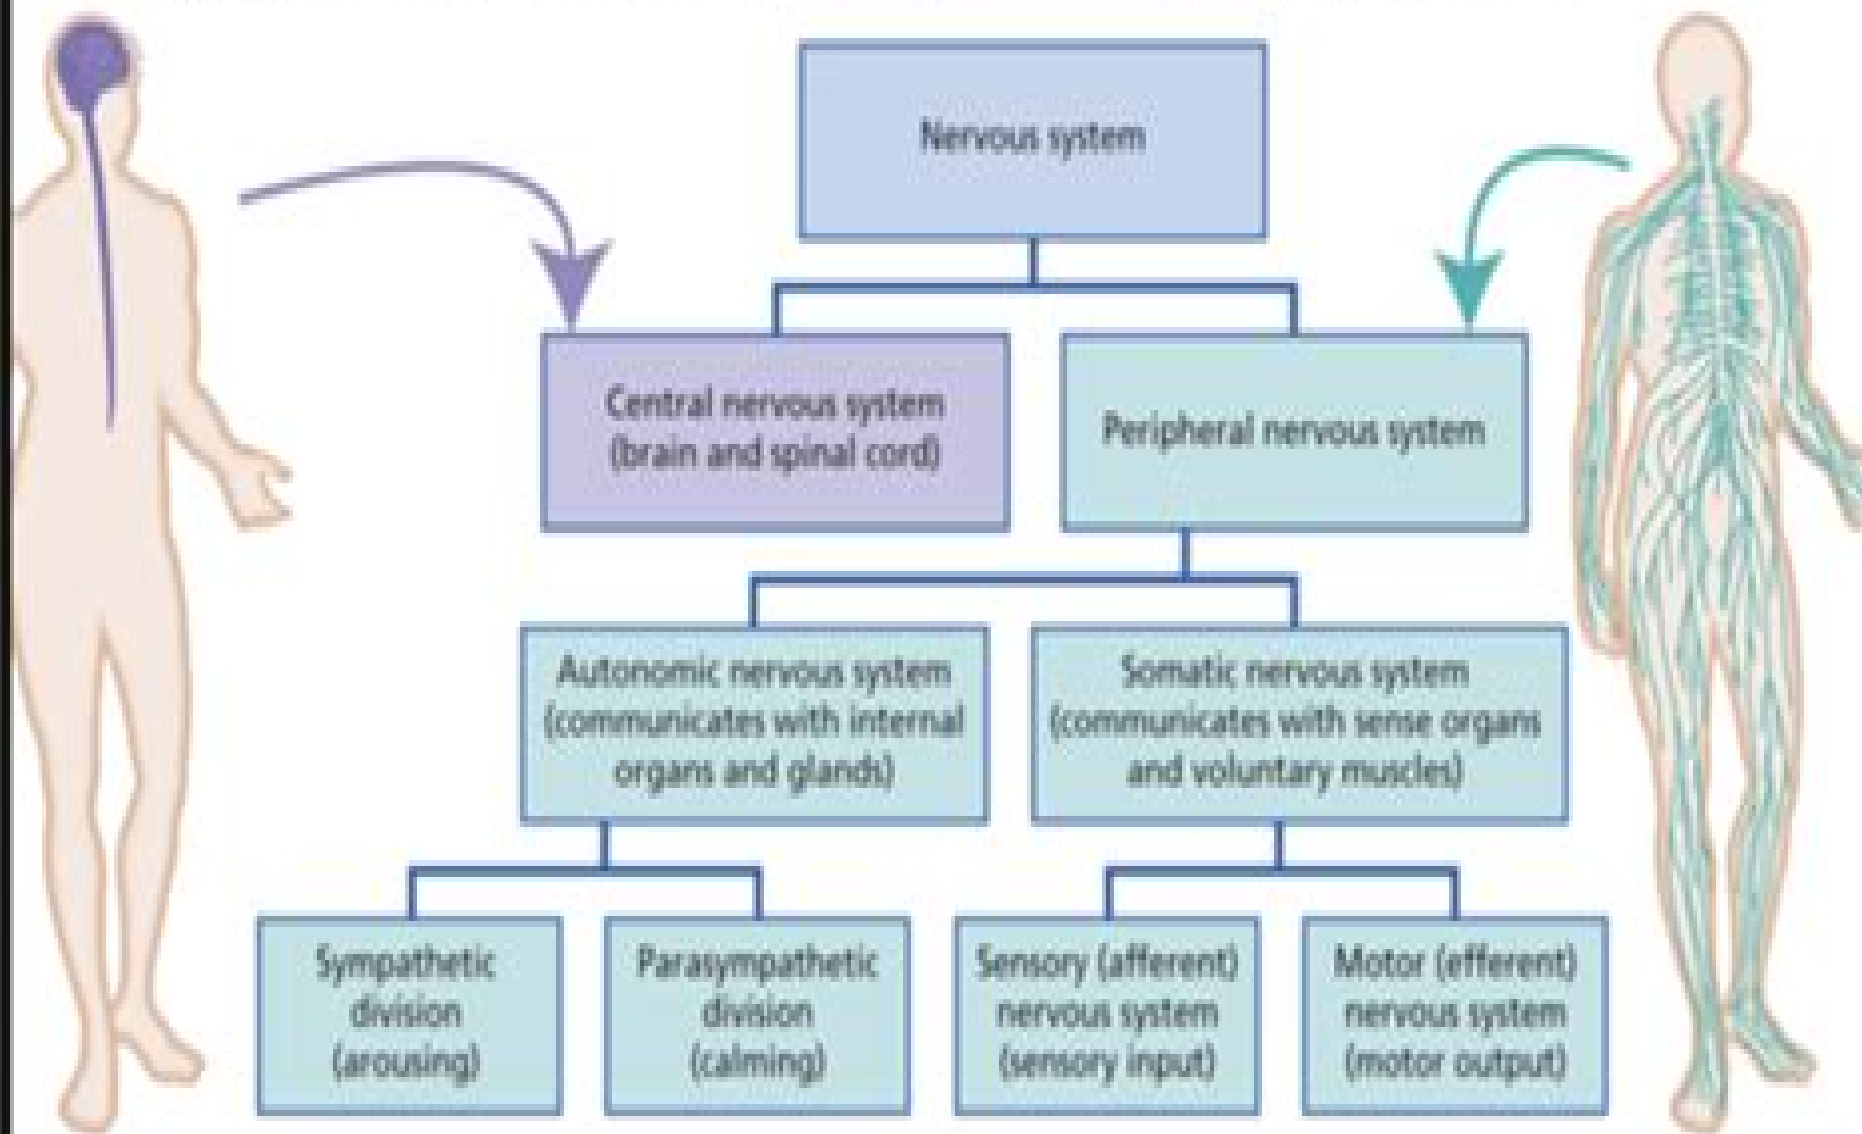 Nervous system
Central nervous system
(brain and spinal cord)
Peripheral nervous system
Autonomic nervous system
(communicates with internal
organs and glands)
Somatic nervous system
(communicates with sense organs
and voluntary muscles)
Sympathetic
division
(arousing)
Parasympathetic
division
(calming)
Sensory (afferent)
nervous system
(sensory input)
Motor (efferent)
nervous system
(motor output)